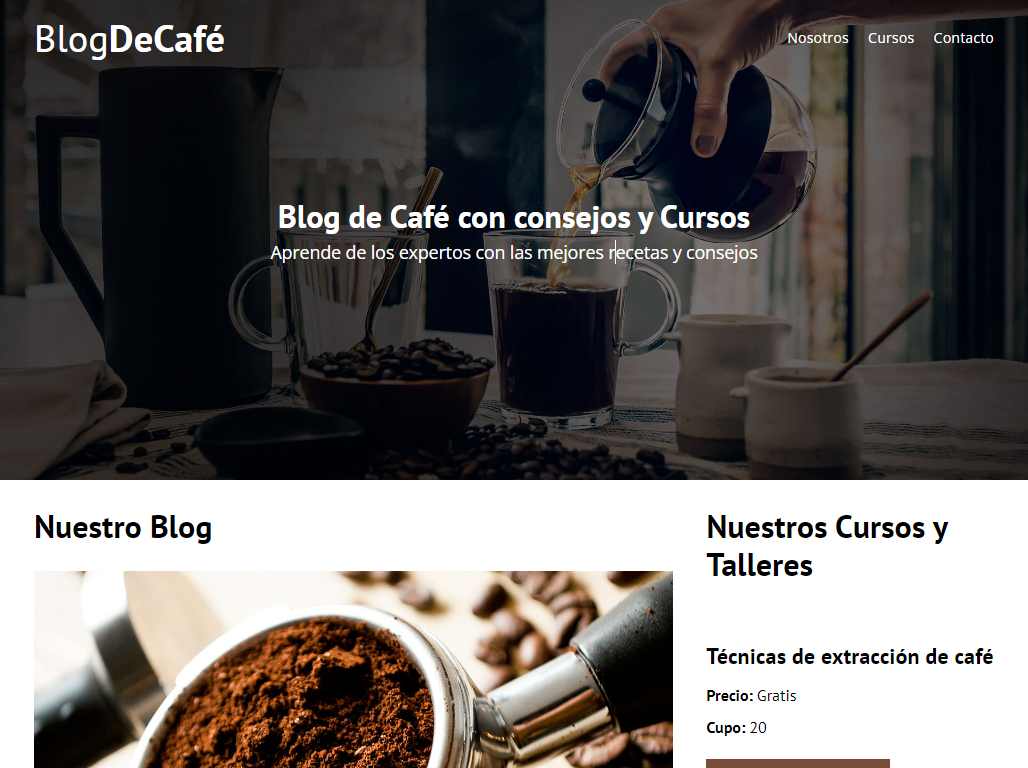 BlogDeCafé
Nosotros Cursos Contacto
Blog de Café con consejos y Cursos
Aprende de los expertos con las mejores recetas y consejos
Nuestro Blog
Nuestros Cursos y
Talleres
Técnicas de extracción de café
Precio: Gratis
Cupo: 20